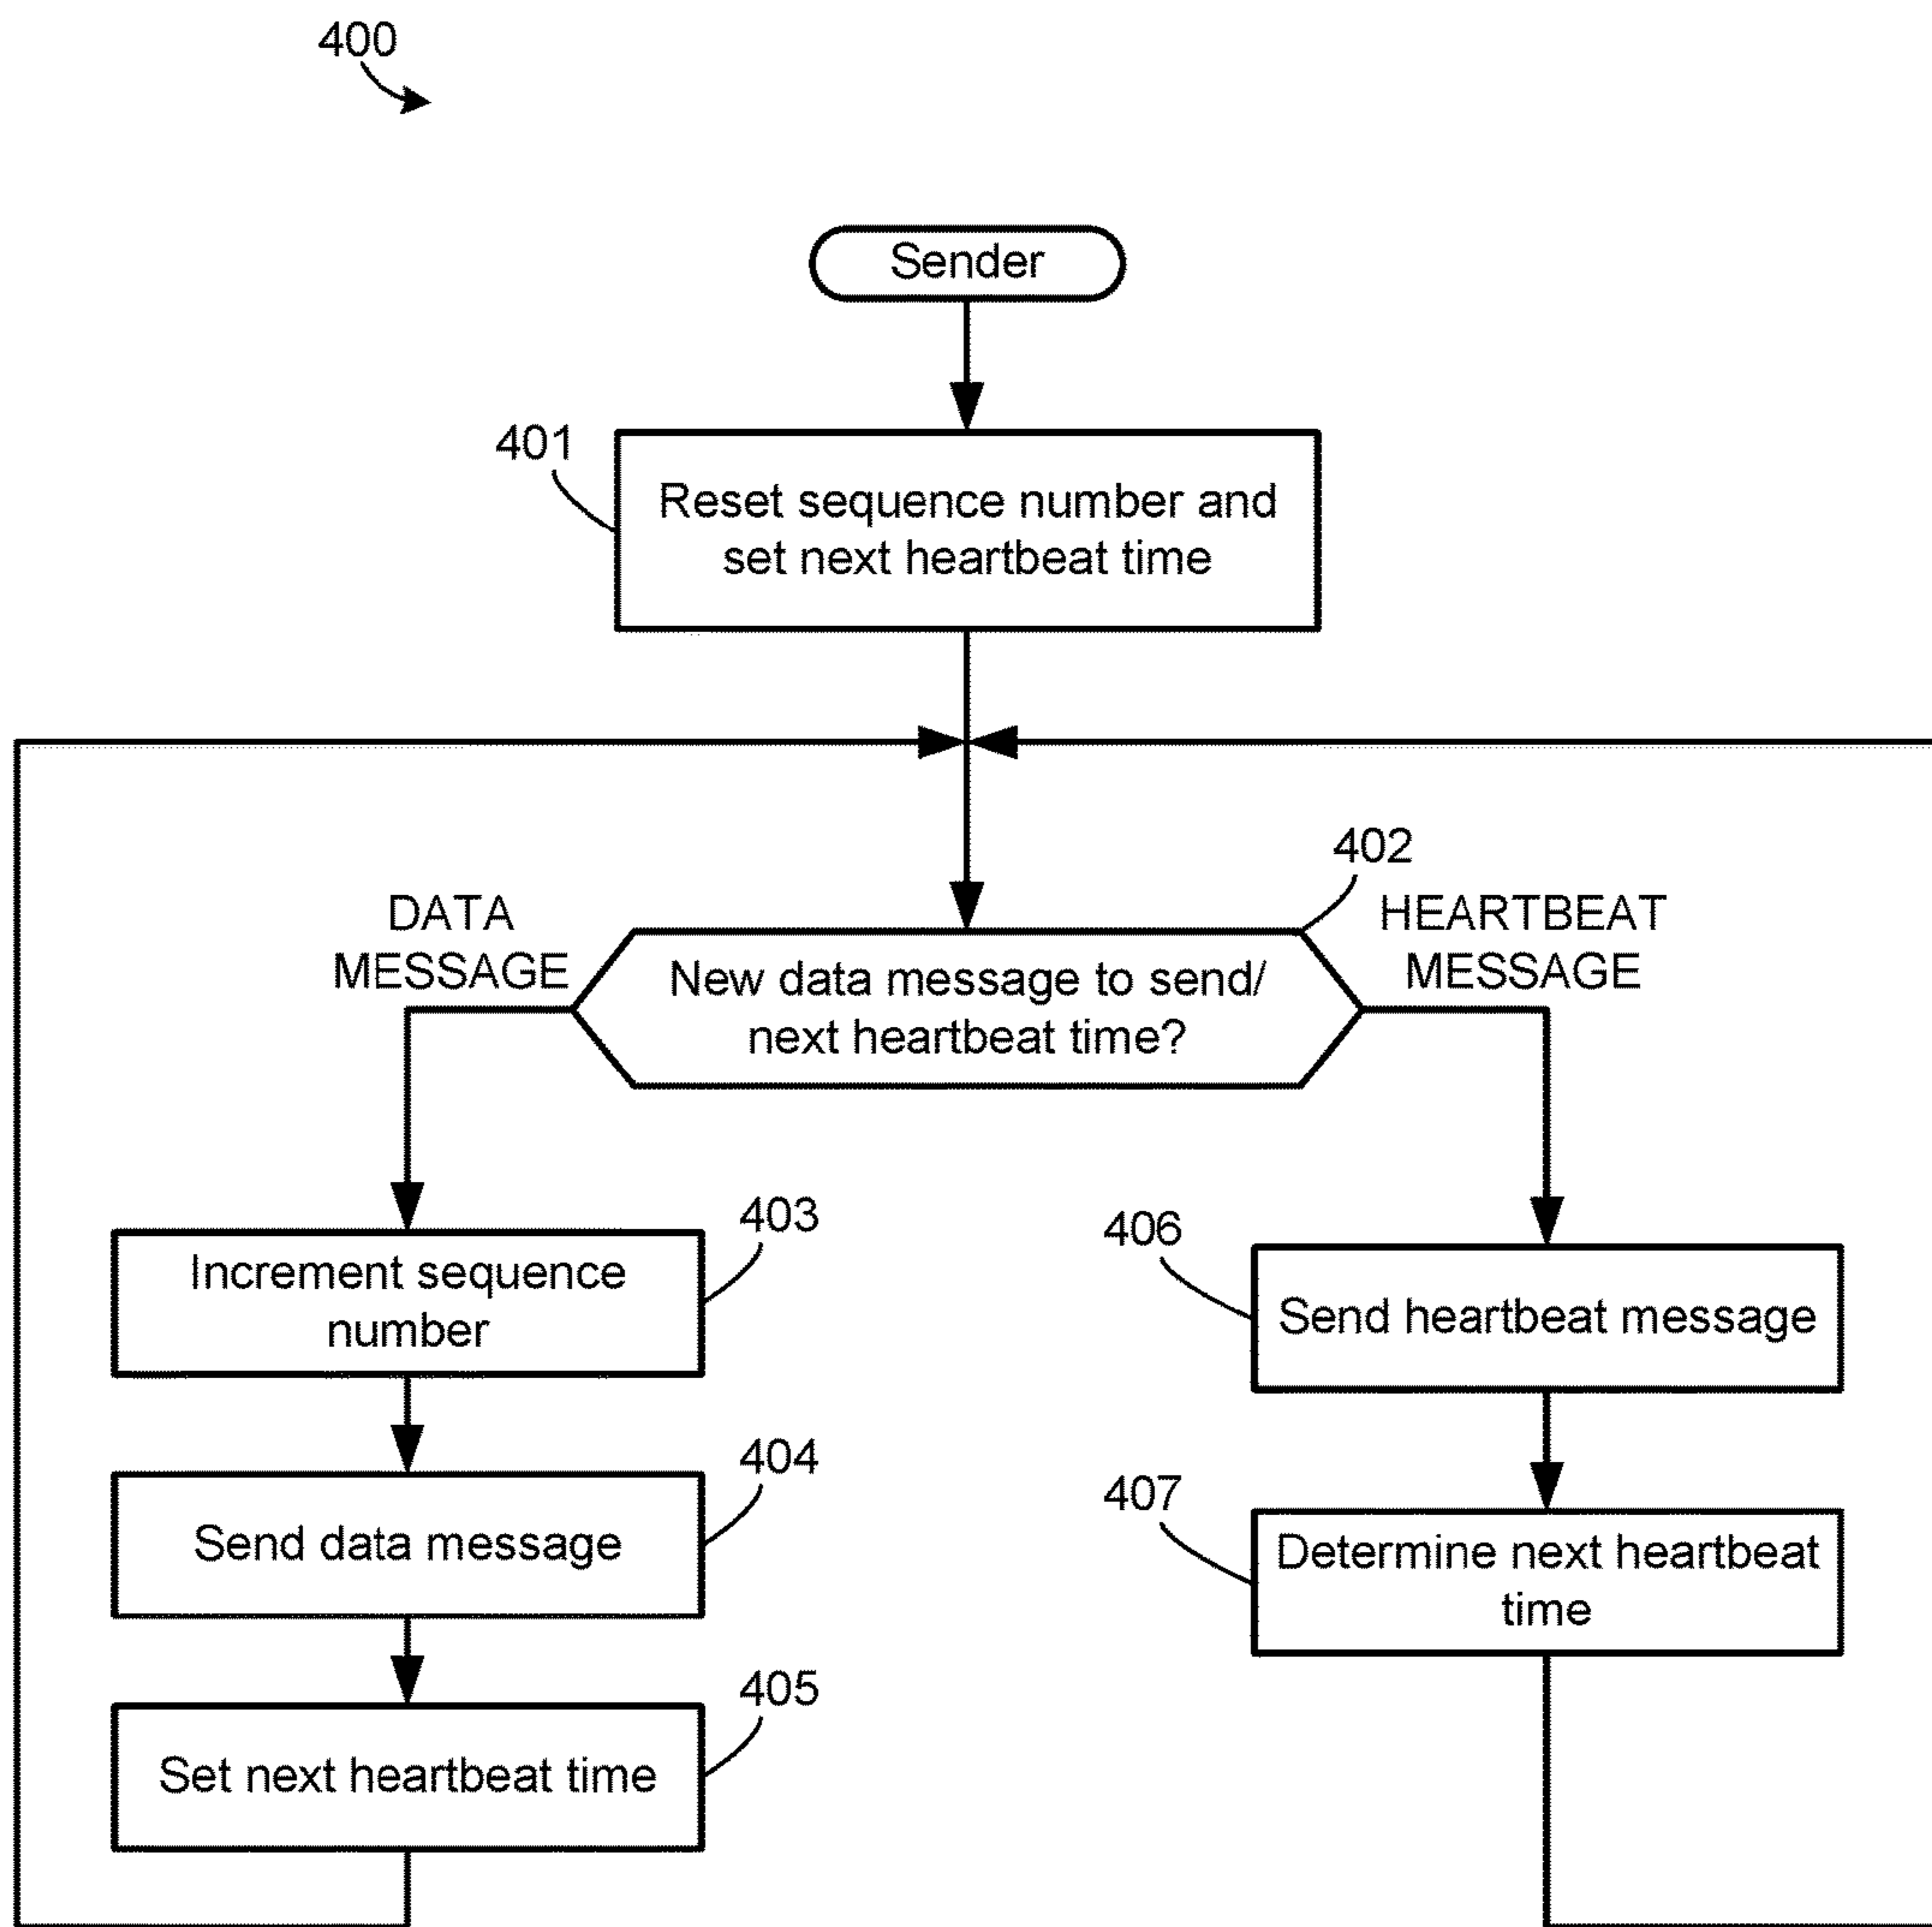 400
Sender
401
Reset sequence number and
set next heartbeat time
402
DATA
MESSAGE
HEARTBEAT
MESSAGE
New data message to send/
next heartbeat time?
403
Increment sequence
number
404
Send data message
405
Set next heartbeat time
406
Send heartbeat message
407
Determine next heartbeat
time